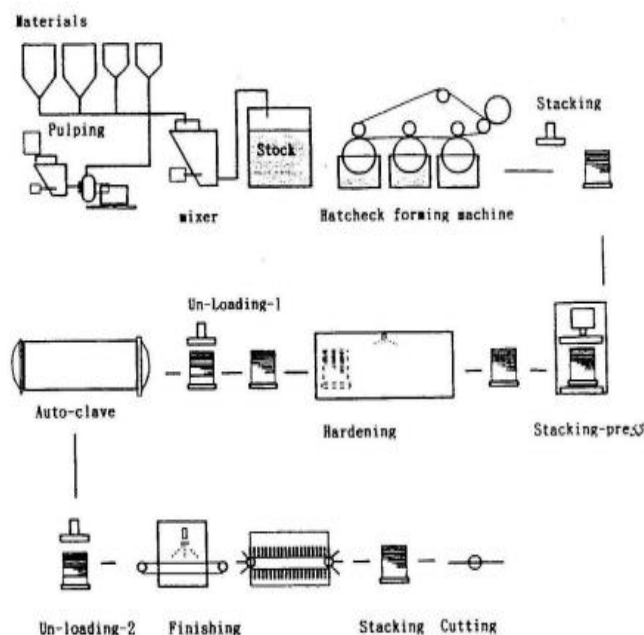 Materials
Pulping
Stock
mixer
Hatcheck forming machine
Stacking
Un-Loading-1
Auto-clave
Hardening
Stacking-press
Un-loading-2
Finishing
Stacking
Cutting